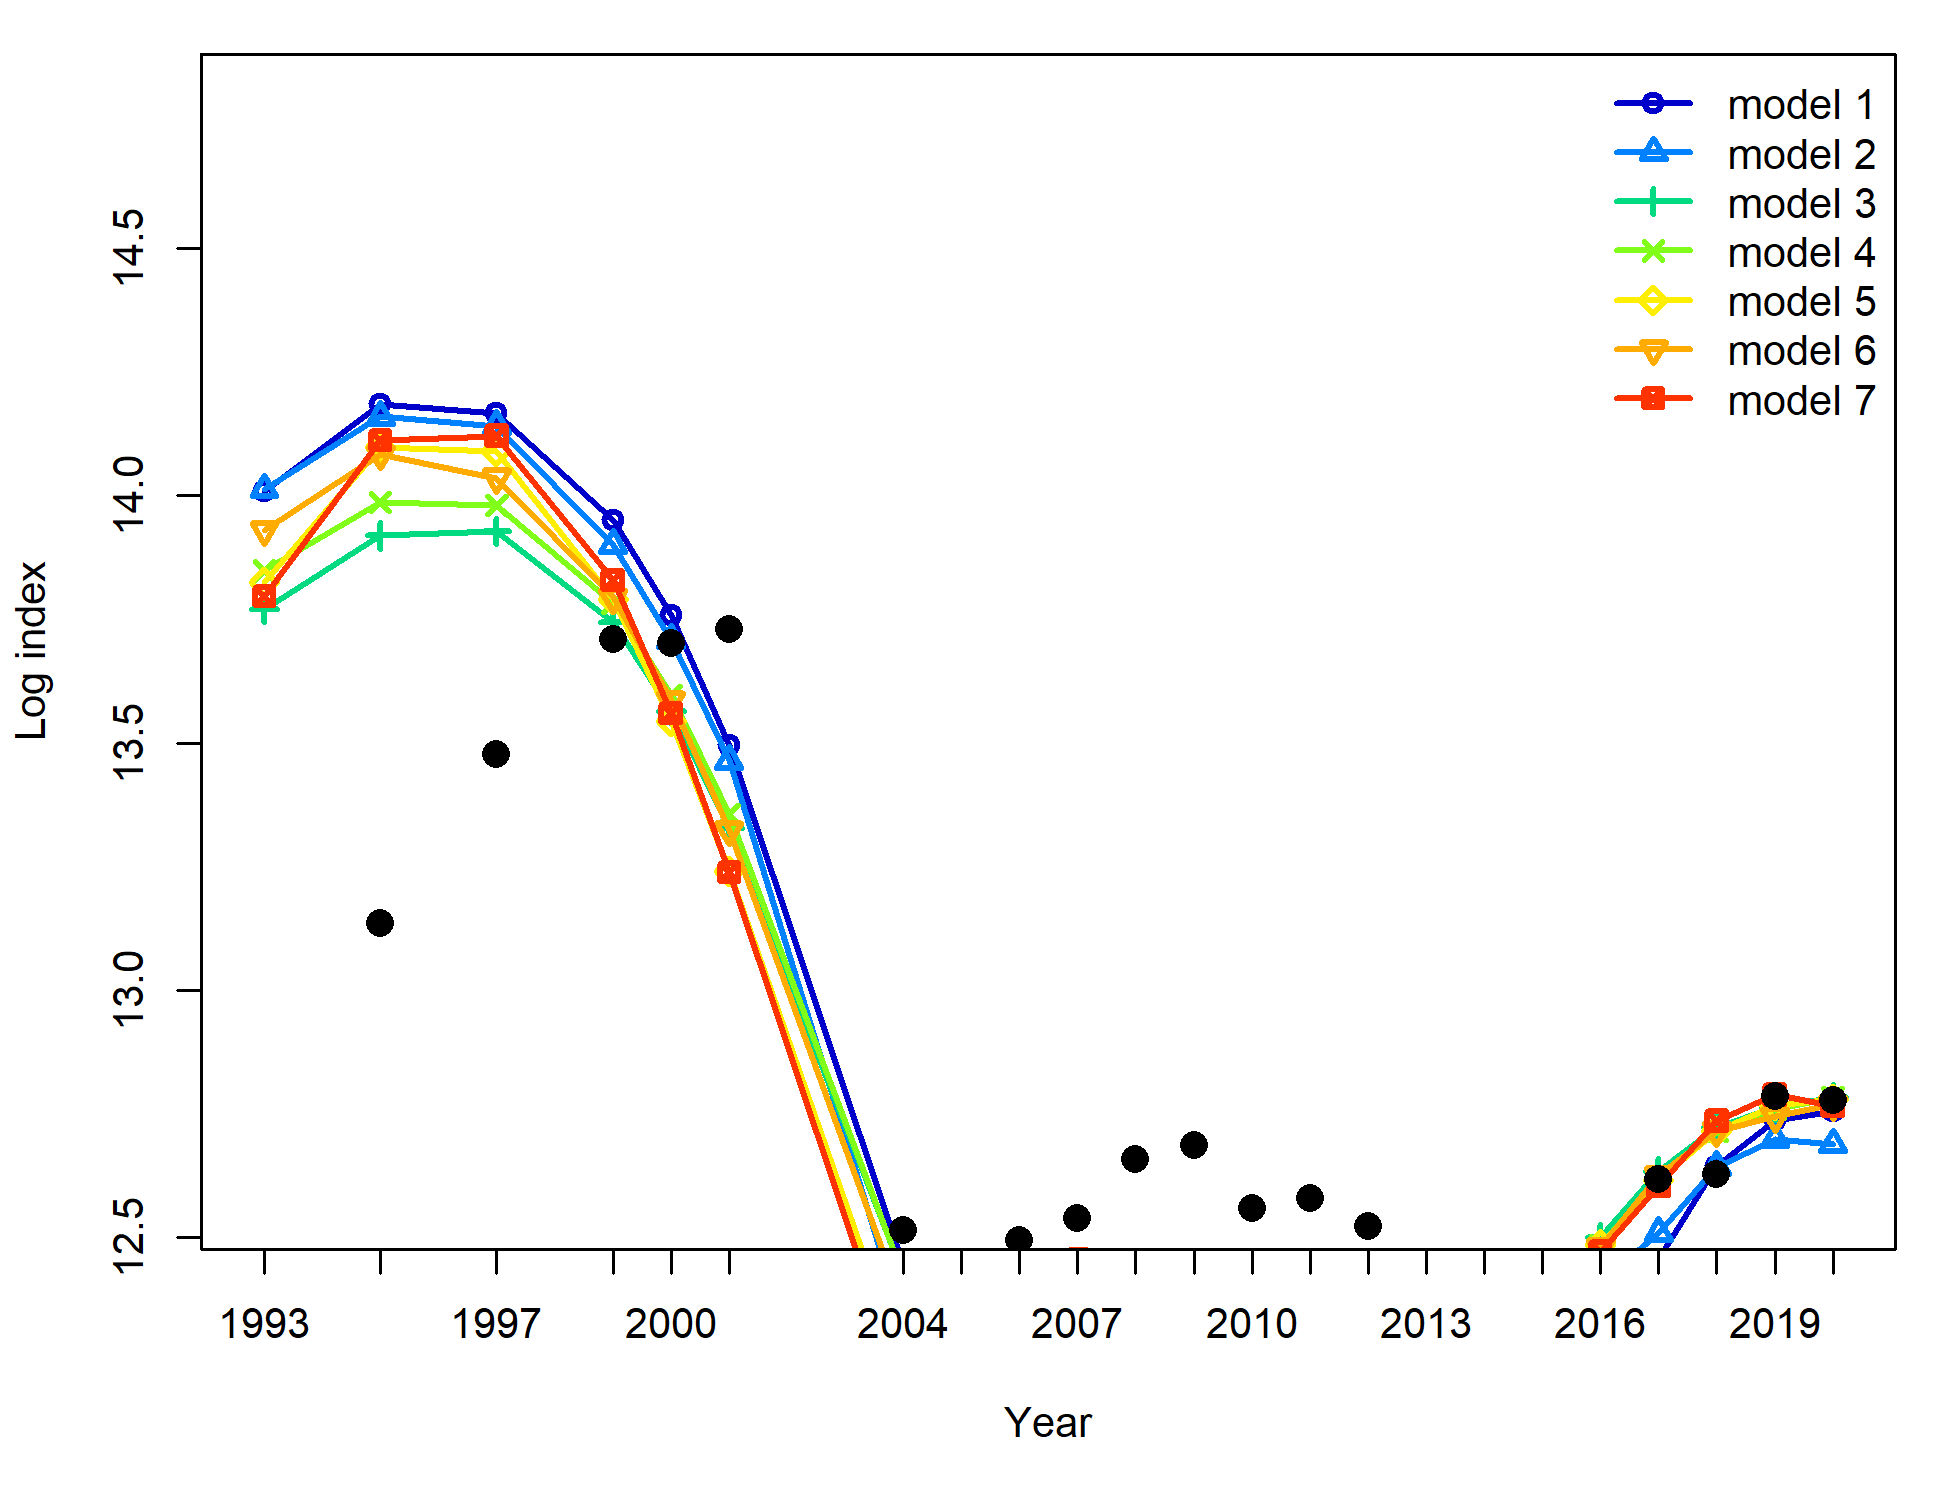 model 1
model 2
model 3
model 4
model 5
model 6
model 7
14.5
14.0
13.5
13.0
12.5
Log index
1993 1997 2000 2004 2007 2010 2013 2016 2019
Year